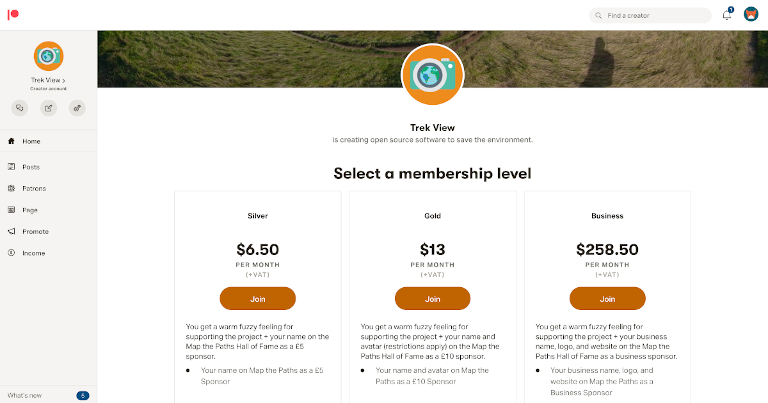 Find a creator
1
Trek View >
Creator account
Home
Posts
Patrons
Page
Promote
Income
What's new
6
Trek View
is creating open source software to save the environment.
Select a membership level
Silver
$6.50
PER MONTH
(+VAT)
Join
You get a warm fuzzy feeling for
supporting the project + your name on the
Map the Paths Hall of Fame as a £5
sponsor.
Your name on Map the Paths as a £5
Sponsor
Gold
$13
PER MONTH
(+VAT)
Join
You get a warm fuzzy feeling for
supporting the project + your name and
avatar (restrictions apply) on the Map the
Paths Hall of Fame as a £10 sponsor.
Your name and avatar on Map the
Paths as a £10 Sponsor
Business
$258.50
PER MONTH
(+VAT)
Join
You get a warm fuzzy feeling for
supporting the project + your business
name, logo, and website on the Map the
Paths Hall of Fame as a business sponsor.
Your business name, logo, and
website on Map the Paths as a
Business Sponsor